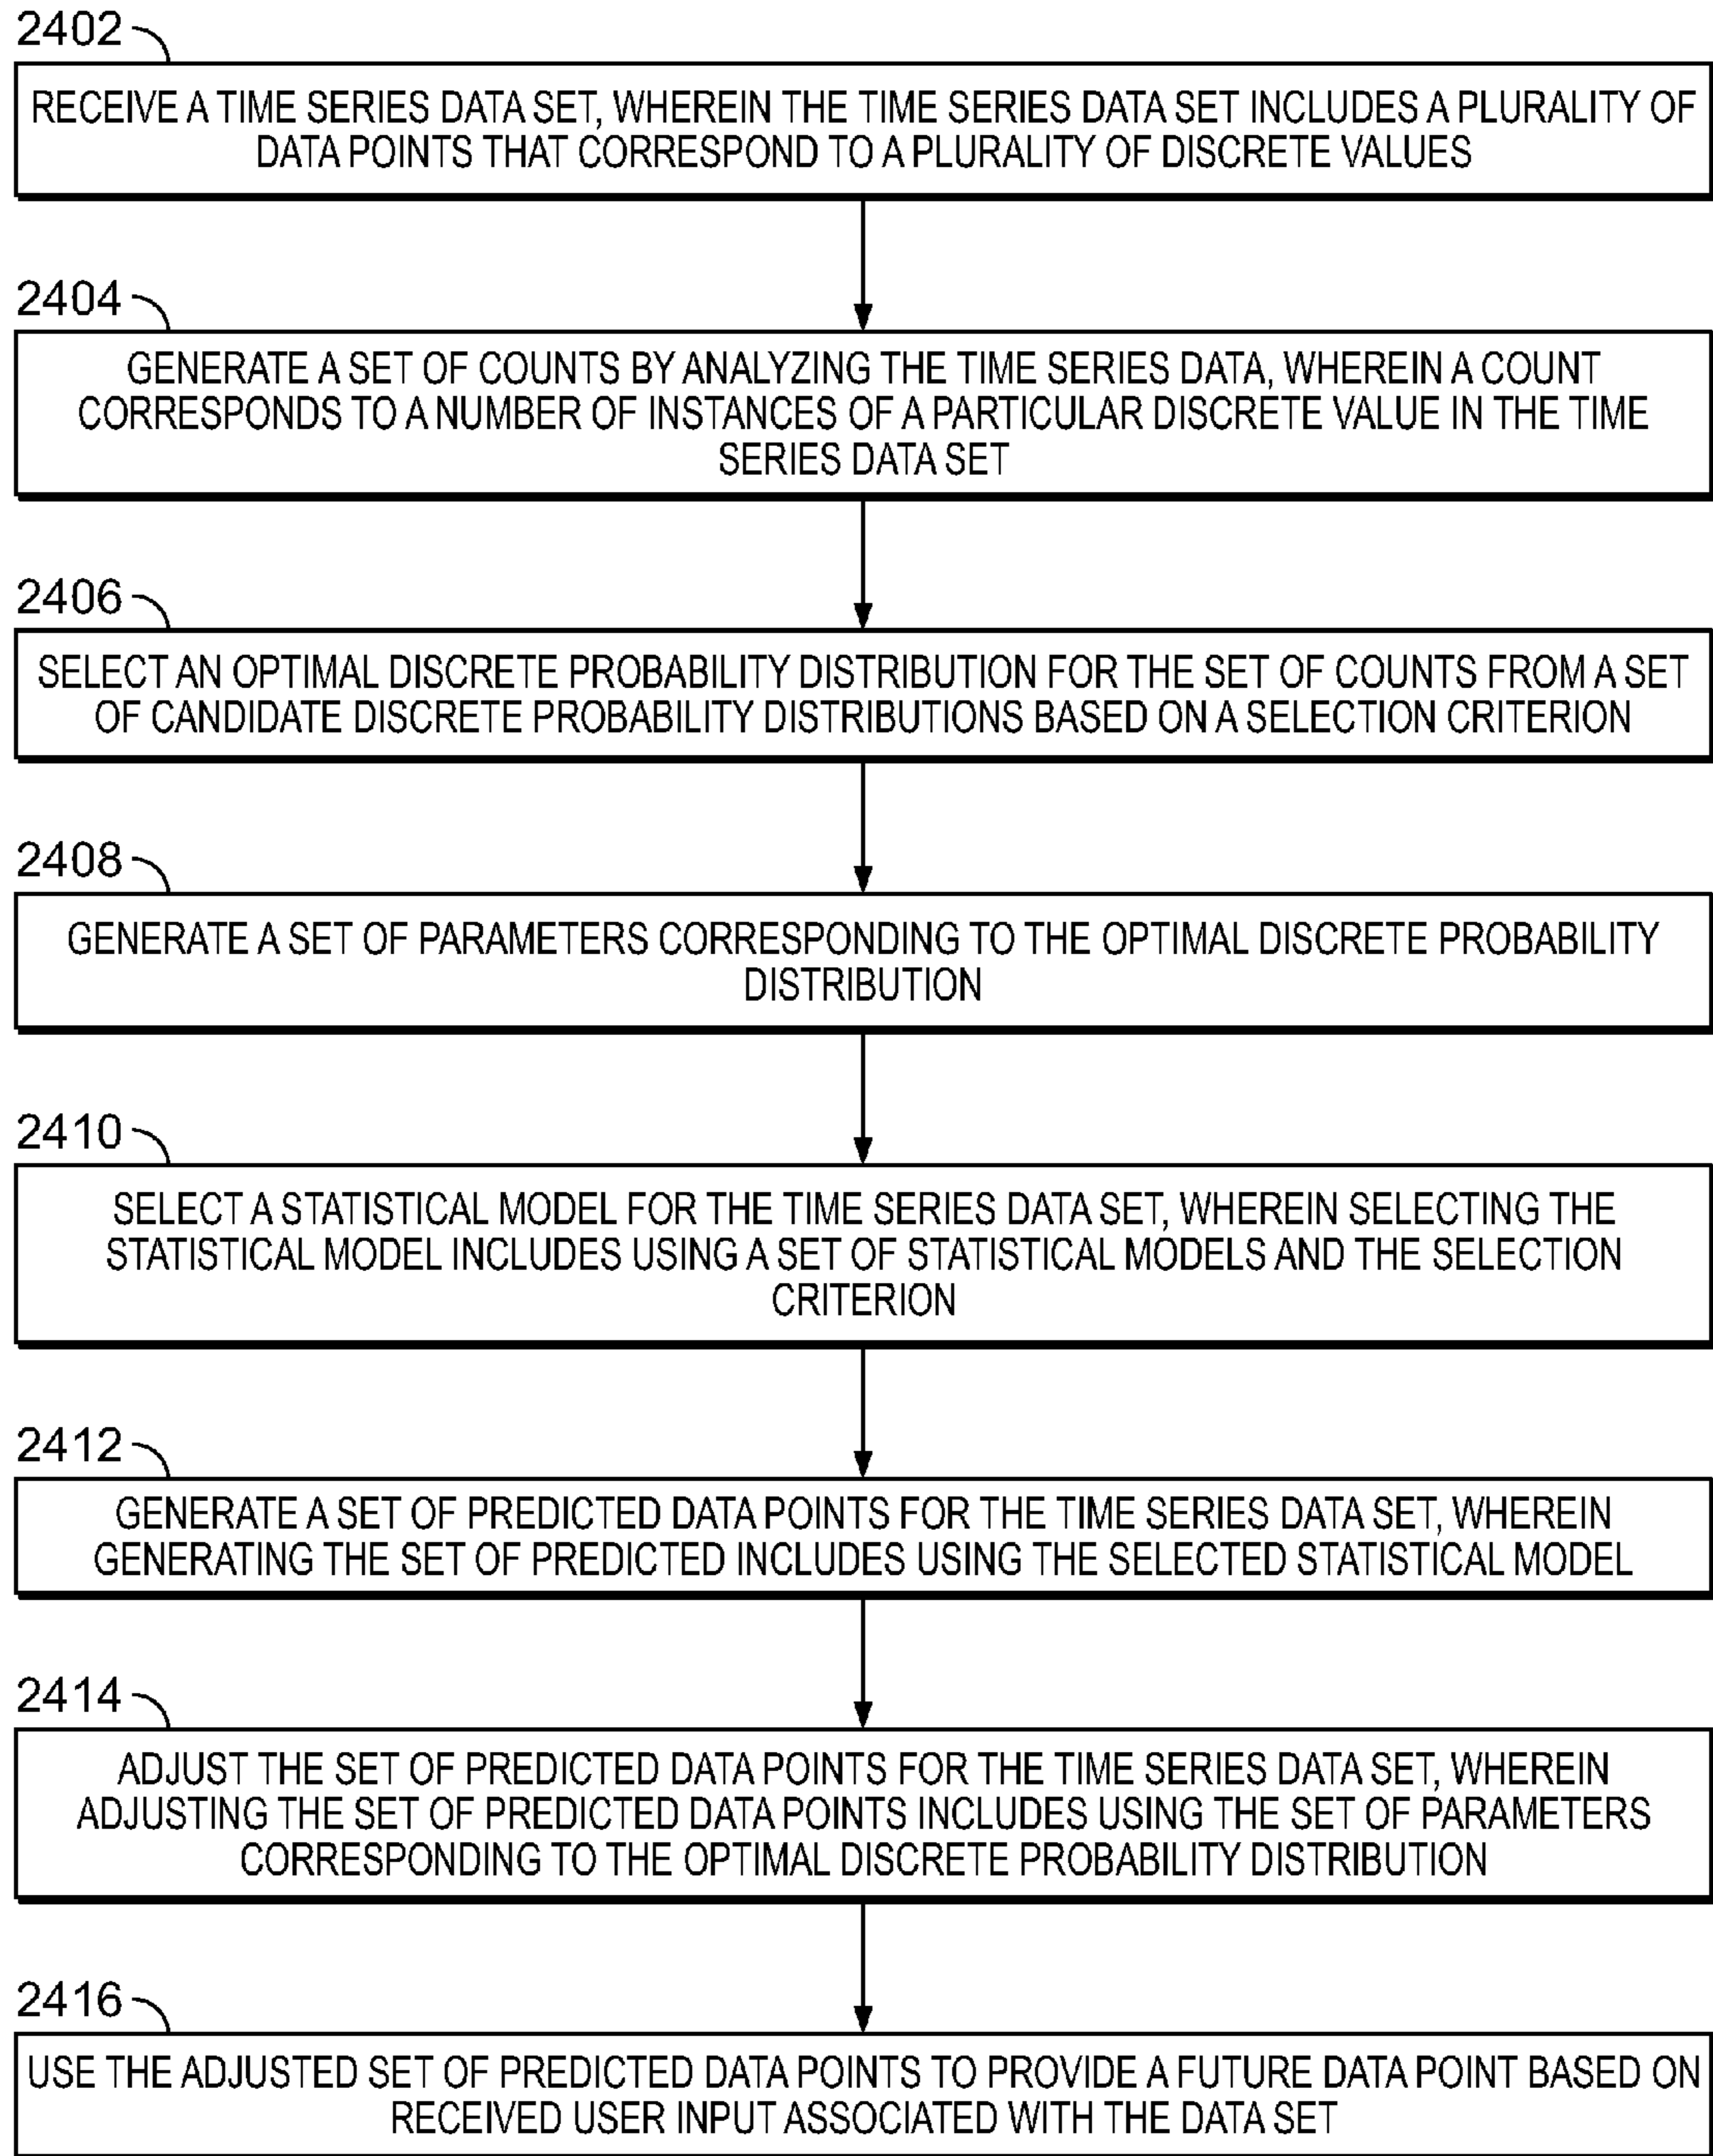 2402
RECEIVE A TIME SERIES DATA SET, WHEREIN THE TIME SERIES DATA SET INCLUDES A PLURALITY OF
DATA POINTS THAT CORRESPOND TO A PLURALITY OF DISCRETE VALUES
2404
GENERATE A SET OF COUNTS BY ANALYZING THE TIME SERIES DATA, WHEREIN A COUNT
CORRESPONDS TO A NUMBER OF INSTANCES OF A PARTICULAR DISCRETE VALUE IN THE TIME
SERIES DATA SET
2406
SELECT AN OPTIMAL DISCRETE PROBABILITY DISTRIBUTION FOR THE SET OF COUNTS FROM A SET
OF CANDIDATE DISCRETE PROBABILITY DISTRIBUTIONS BASED ON A SELECTION CRITERION
2408
GENERATE A SET OF PARAMETERS CORRESPONDING TO THE OPTIMAL DISCRETE PROBABILITY
DISTRIBUTION
2410
SELECT A STATISTICAL MODEL FOR THE TIME SERIES DATA SET, WHEREIN SELECTING THE
STATISTICAL MODEL INCLUDES USING A SET OF STATISTICAL MODELS AND THE SELECTION
CRITERION
2412
GENERATE A SET OF PREDICTED DATA POINTS FOR THE TIME SERIES DATA SET, WHEREIN
GENERATING THE SET OF PREDICTED INCLUDES USING THE SELECTED STATISTICAL MODEL
2414
ADJUST THE SET OF PREDICTED DATA POINTS FOR THE TIME SERIES DATA SET, WHEREIN
ADJUSTING THE SET OF PREDICTED DATA POINTS INCLUDES USING THE SET OF PARAMETERS
CORRESPONDING TO THE OPTIMAL DISCRETE PROBABILITY DISTRIBUTION
2416
USE THE ADJUSTED SET OF PREDICTED DATA POINTS TO PROVIDE A FUTURE DATA POINT BASED ON
RECEIVED USER INPUT ASSOCIATED WITH THE DATA SET